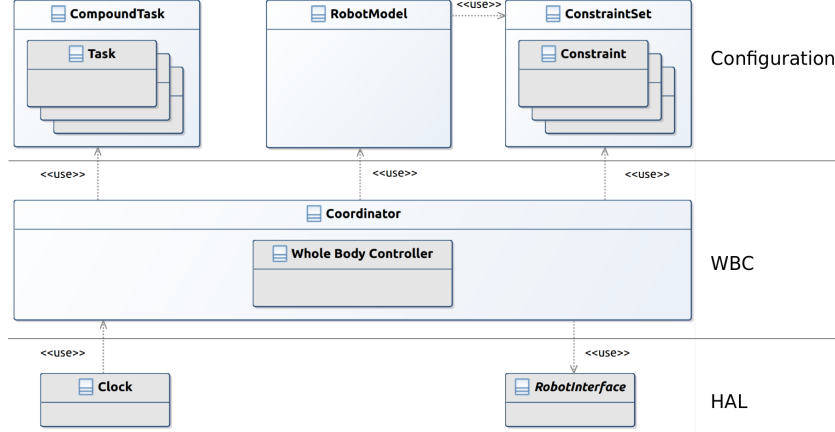 <<use>>
CompoundTask
RobotModel
ConstraintSet
Task
Constraint
Configuration
<<use>>
<<use>>
<<use>>
Coordinator
Whole Body Controller
WBC
<<use>>
<<use>>
Clock
RobotInterface
HAL